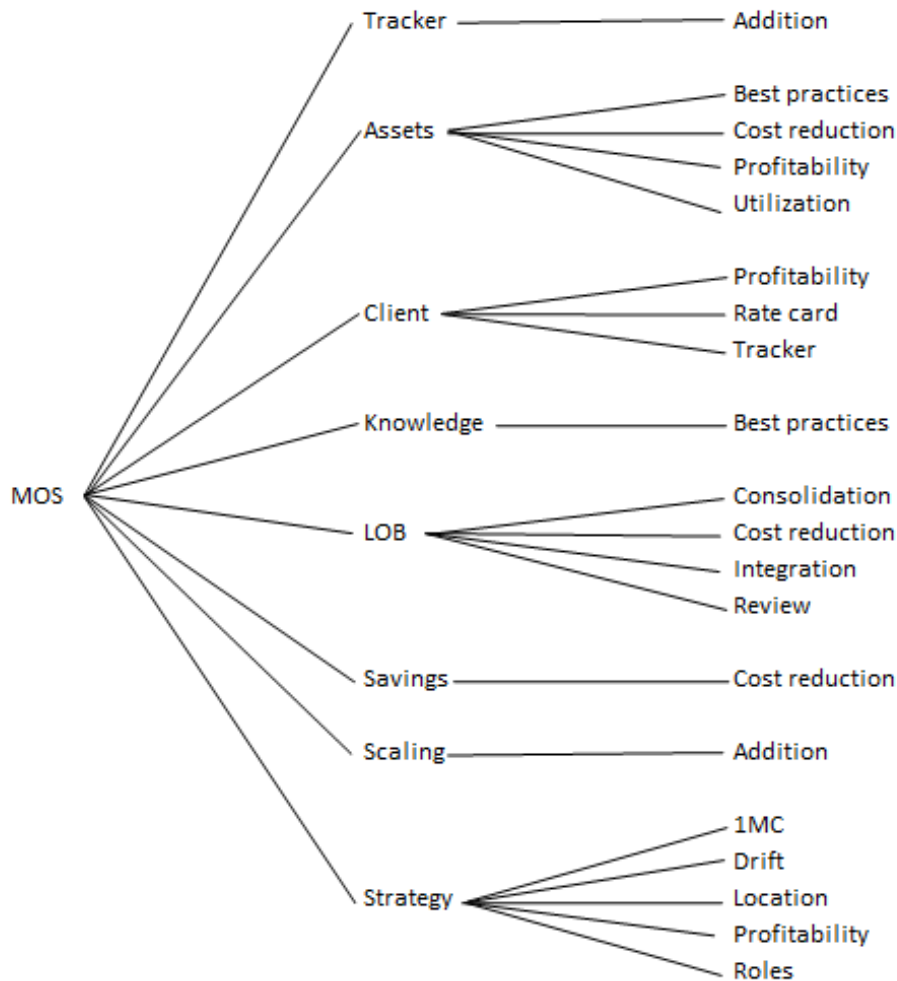 Tracker
Addition
Best practices
Assets
Cost reduction
Profitability
Utilization
Profitability
Client
Rate card
Tracker
Knowledge
Best practices
MOS
Consolidation
LOB
Cost reduction
Integration
Review
Savings
Cost reduction
Scaling
Addition
1MC
Drift
Strategy
Location
Profitability
Roles